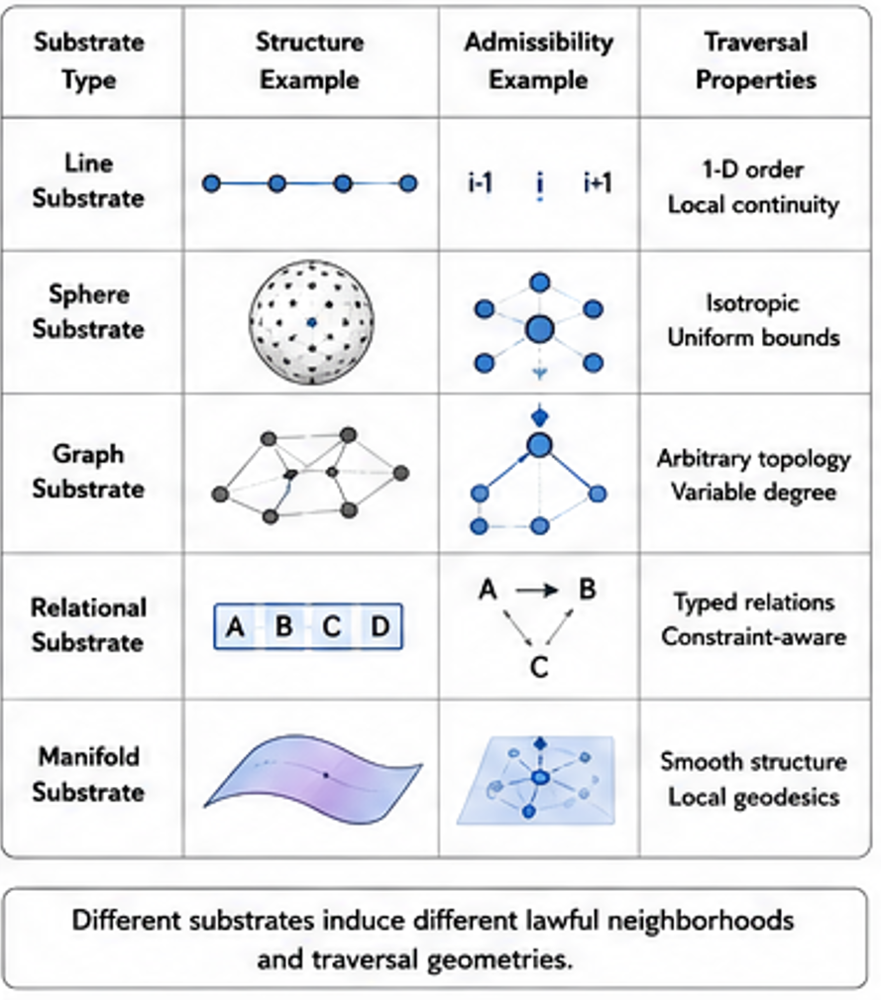 Substrate
Type
Structure
Example
Admissibility
Example
Traversal
Properties
Line
Substrate
i-1 i i+1
1-D order
Local continuity
Sphere
Substrate
Isotropic
Uniform bounds
Graph
Substrate
Arbitrary topology
Variable degree
Relational
Substrate
A B C D
A B
C
Typed relations
Constraint-aware
Manifold
Substrate
Smooth structure
Local geodesics
Different substrates induce different lawful neighborhoods
and traversal geometries.